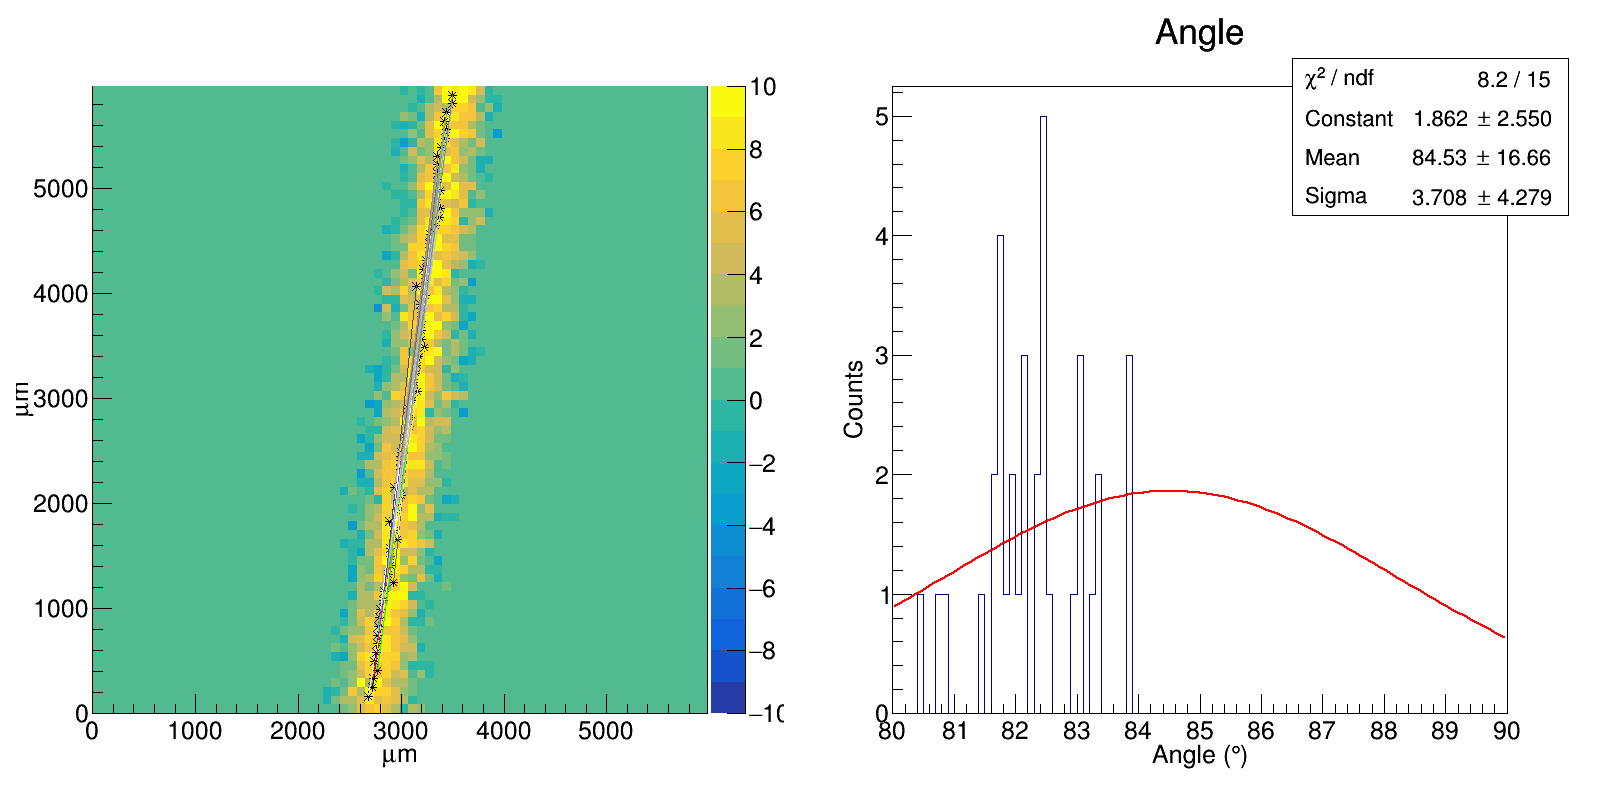 Angle
χ² / ndf 8.2 / 15
Constant 1.862 ± 2.550
Mean 84.53 ± 16.66
Sigma 3.708 ± 4.279
μm
5000
4000
3000
2000
1000
0
0 1000 2000 3000 4000 5000
μm
10
8
6
4
2
0
−2
−4
−6
−8
−10
Counts
5
4
3
2
1
0
80 81 82 83 84 85 86 87 88 89 90
Angle (°)